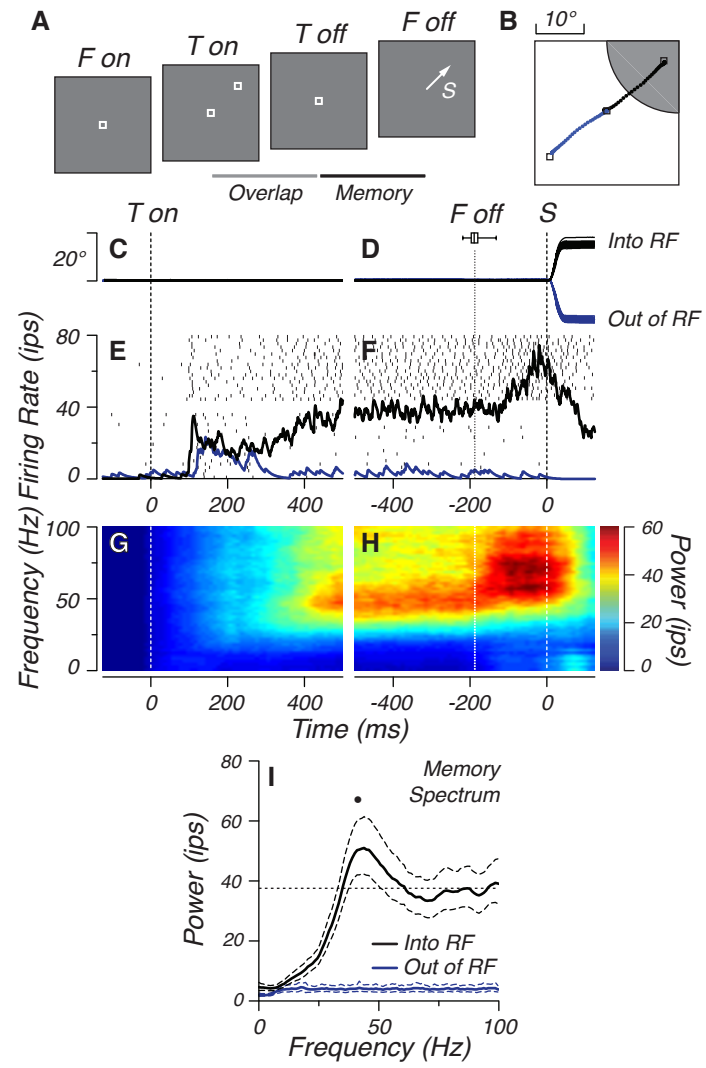 A
F on
T on
T off
F off
S
Overlap
Memory
B
10°
T on
F off
S
20°
C
D
Into RF
Out of RF
Firing Rate (ips)
80
40
0
E
F
0
200
400
-400
-200
0
Frequency (Hz)
100
50
0
G
H
60
40
20
0
Power (ips)
0
200
400
-400
-200
0
Time (ms)
I
Memory
Spectrum
Power (ips)
80
60
40
20
0
Into RF
Out of RF
0
50
100
Frequency (Hz)